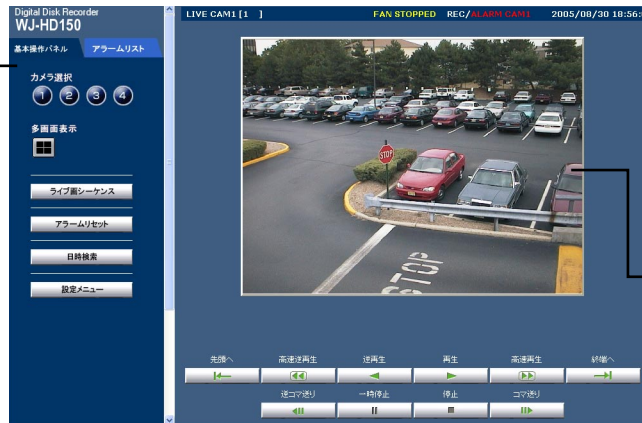 Digital Disk Recorder
WJ-HD150
基本操作パネル アラームリスト
カメラ選択
1 2 3 4
多画面表示
ライブ画シーケンス
アラームリセット
日時検索
設定メニュー
LIVE CAM1 [1 ] FAN STOPPED REC/ALARM CAM1 2005/08/30 18:56:
STOP
STOP
先頭へ 高速逆再生 逆再生 再生 高速再生 終端へ
逆コマ送り 一時停止 停止 コマ送り